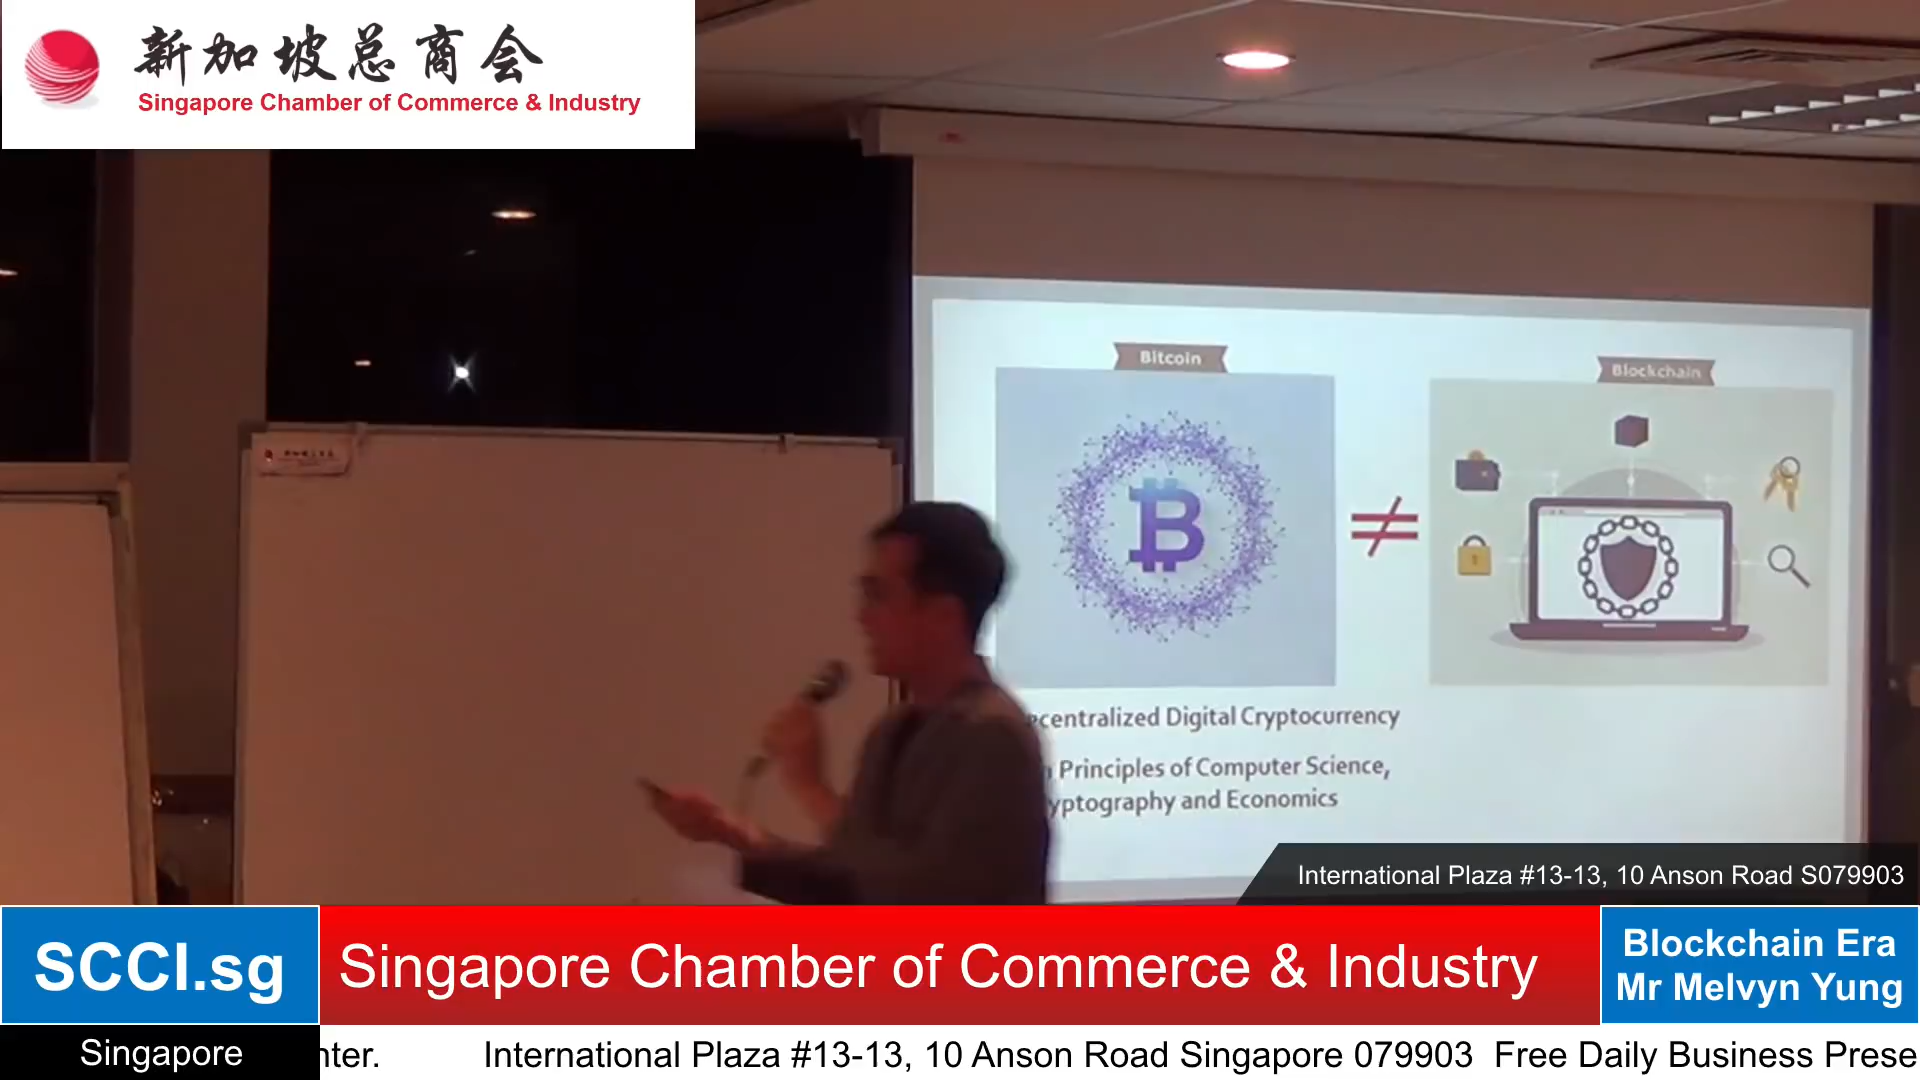 新加坡总商会
Singapore Chamber of Commerce & Industry
Bitcoin
Blockchain
centralized Digital Cryptocurrency
Principles of Computer Science,
yptography and Economics
International Plaza #13-13, 10 Anson Road S079903
SCCI.sg
Singapore Chamber of Commerce & Industry
Blockchain Era
Mr Melvyn Yung
Singapore
nter. International Plaza #13-13, 10 Anson Road Singapore 079903 Free Daily Business Prese